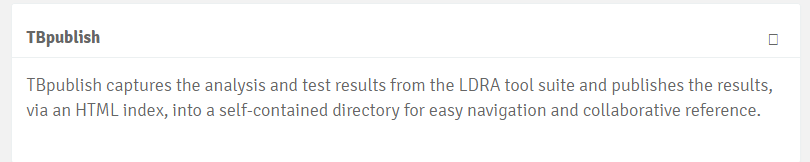 TBpublish
TBpublish captures the analysis and test results from the LDRA tool suite and publishes the results,
via an HTML index, into a self-contained directory for easy navigation and collaborative reference.